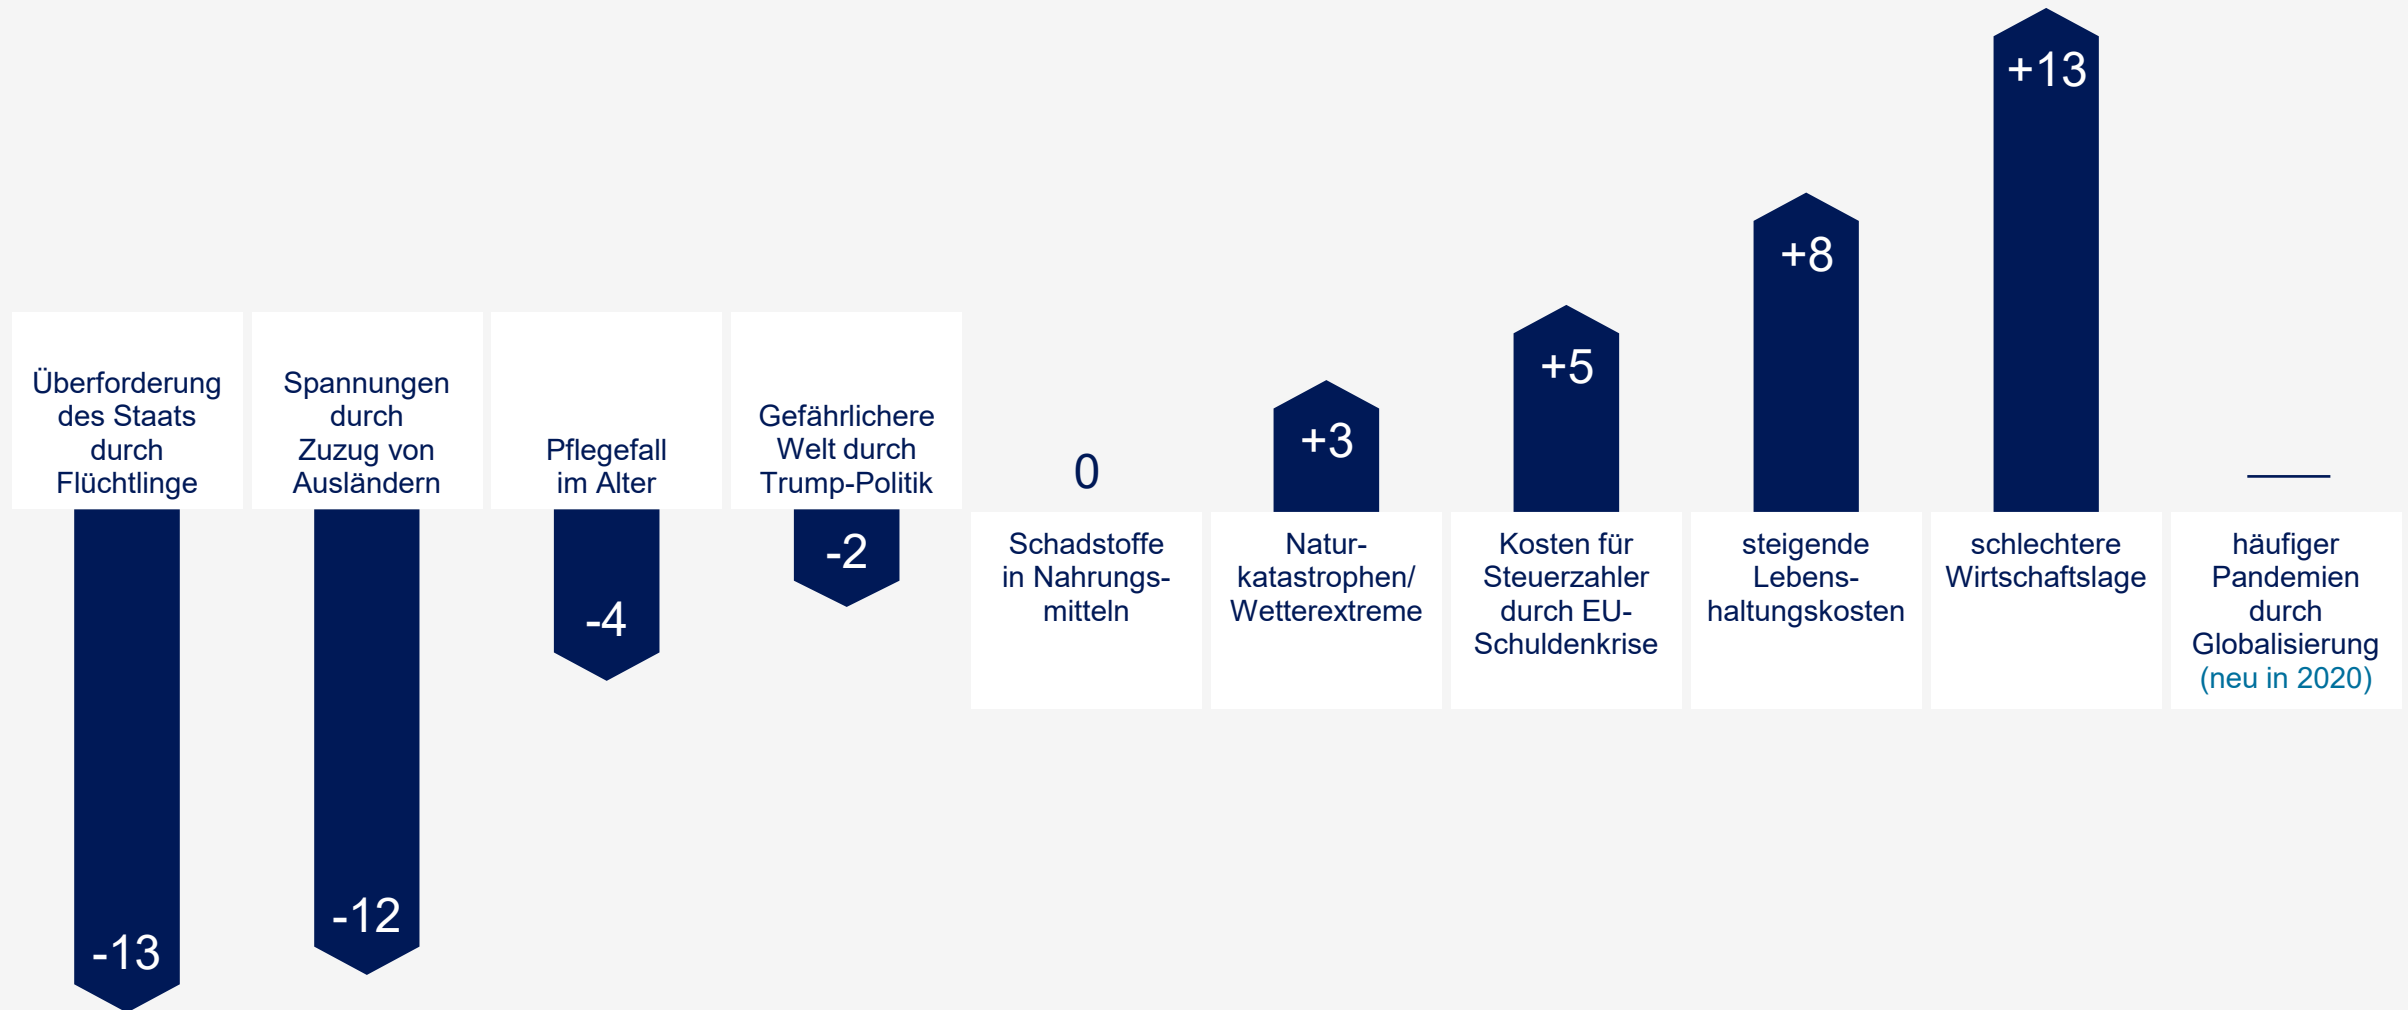 Überforderung
des Staats
durch
Flüchtlinge
-13
Spannungen
durch
Zuzug von
Ausländern
-12
Pflegefall
im Alter
-4
Gefährlichere
Welt durch
Trump-Politik
-2
0
Schadstoffe
in Nahrungs-
mitteln
+3
Natur-
katastrophen/
Wetterextreme
+5
Kosten für
Steuerzahler
durch EU-
Schuldenkrise
+8
steigende
Lebens-
haltungskosten
+13
schlechtere
Wirtschaftslage
häufiger
Pandemien
durch
Globalisierung
(neu in 2020)